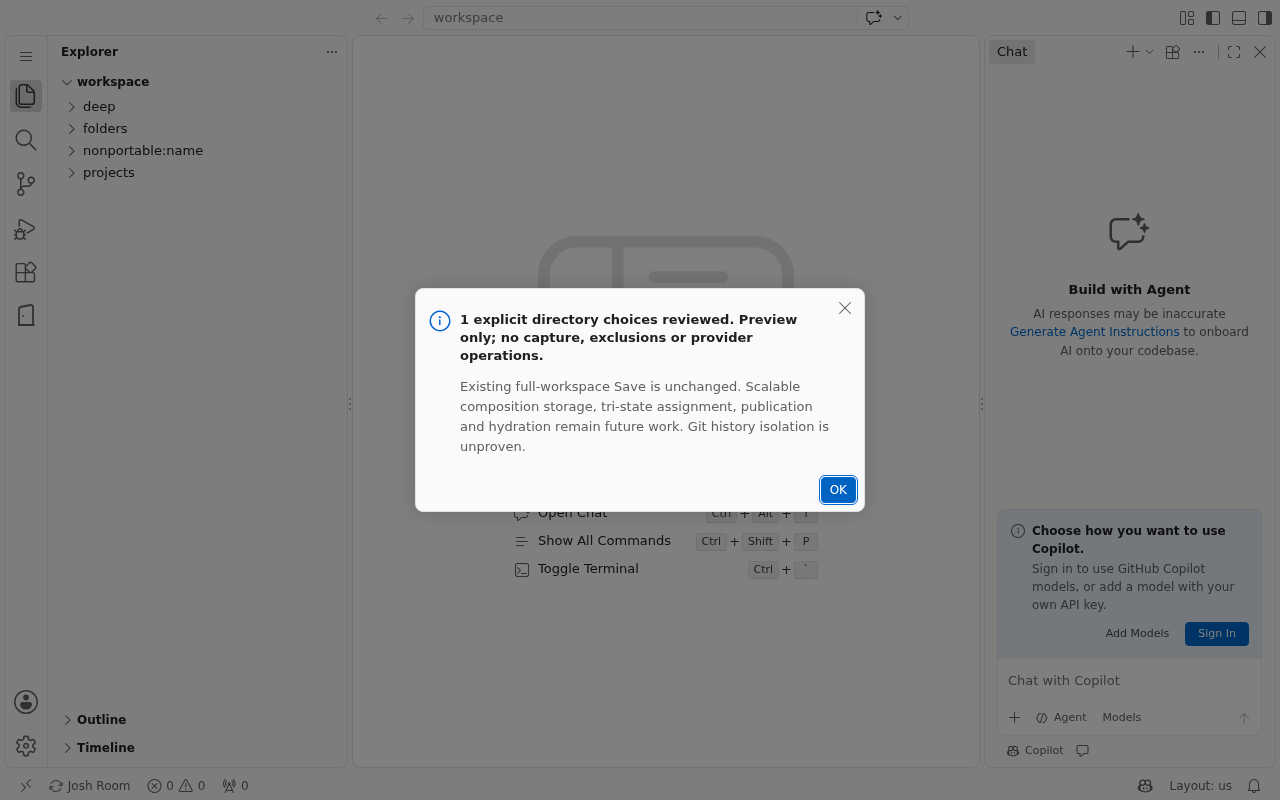 workspace
Explorer
workspace
deep
folders
nonportable:name
projects
Outline
Timeline
1 explicit directory choices reviewed. Preview
only; no capture, exclusions or provider
operations.
Existing full-workspace Save is unchanged. Scalable
composition storage, tri-state assignment, publication
and hydration remain future work. Git history isolation is
unproven.
OK
Open Chat Ctrl + Alt + I
Show All Commands Ctrl + Shift + P
Toggle Terminal Ctrl + `
Chat
Build with Agent
AI responses may be inaccurate
Generate Agent Instructions to onboard
AI onto your codebase.
Choose how you want to use
Copilot.
Sign in to use GitHub Copilot
models, or add a model with your
own API key.
Add Models Sign In
Chat with Copilot
Agent Models
Copilot
Josh Room 0 0 0 Layout: us